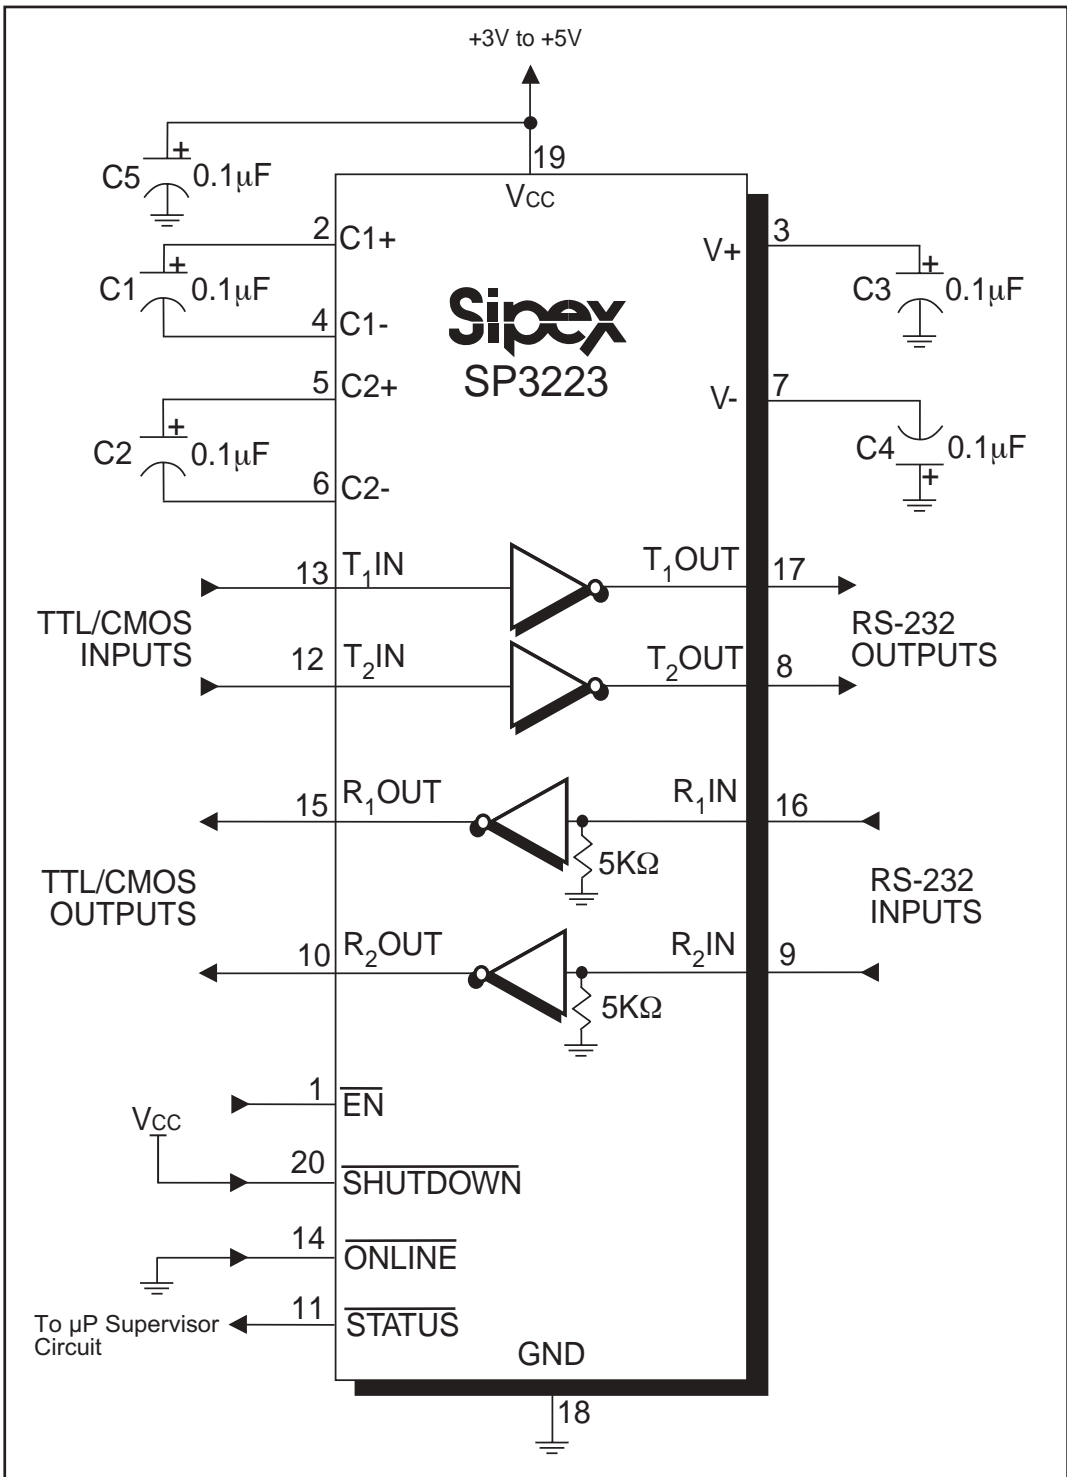 +3V to +5V
19
VCC
C5
+
0.1μF
2
C1+
C1
+
0.1μF
4
C1-
5
C2+
C2
+
0.1μF
6
C2-
Sipex
SP3223
V+
3
C3
+
0.1μF
V-
7
C4
0.1μF
+
TTL/CMOS
INPUTS
13
T1IN
T1OUT
17
12
T2IN
T2OUT
8
RS-232
OUTPUTS
TTL/CMOS
OUTPUTS
15
R1OUT
R1IN
16
5KΩ
10
R2OUT
R2IN
9
5KΩ
RS-232
INPUTS
1
EN
VCC
20
SHUTDOWN
14
ONLINE
To µP Supervisor
Circuit
11
STATUS
GND
18